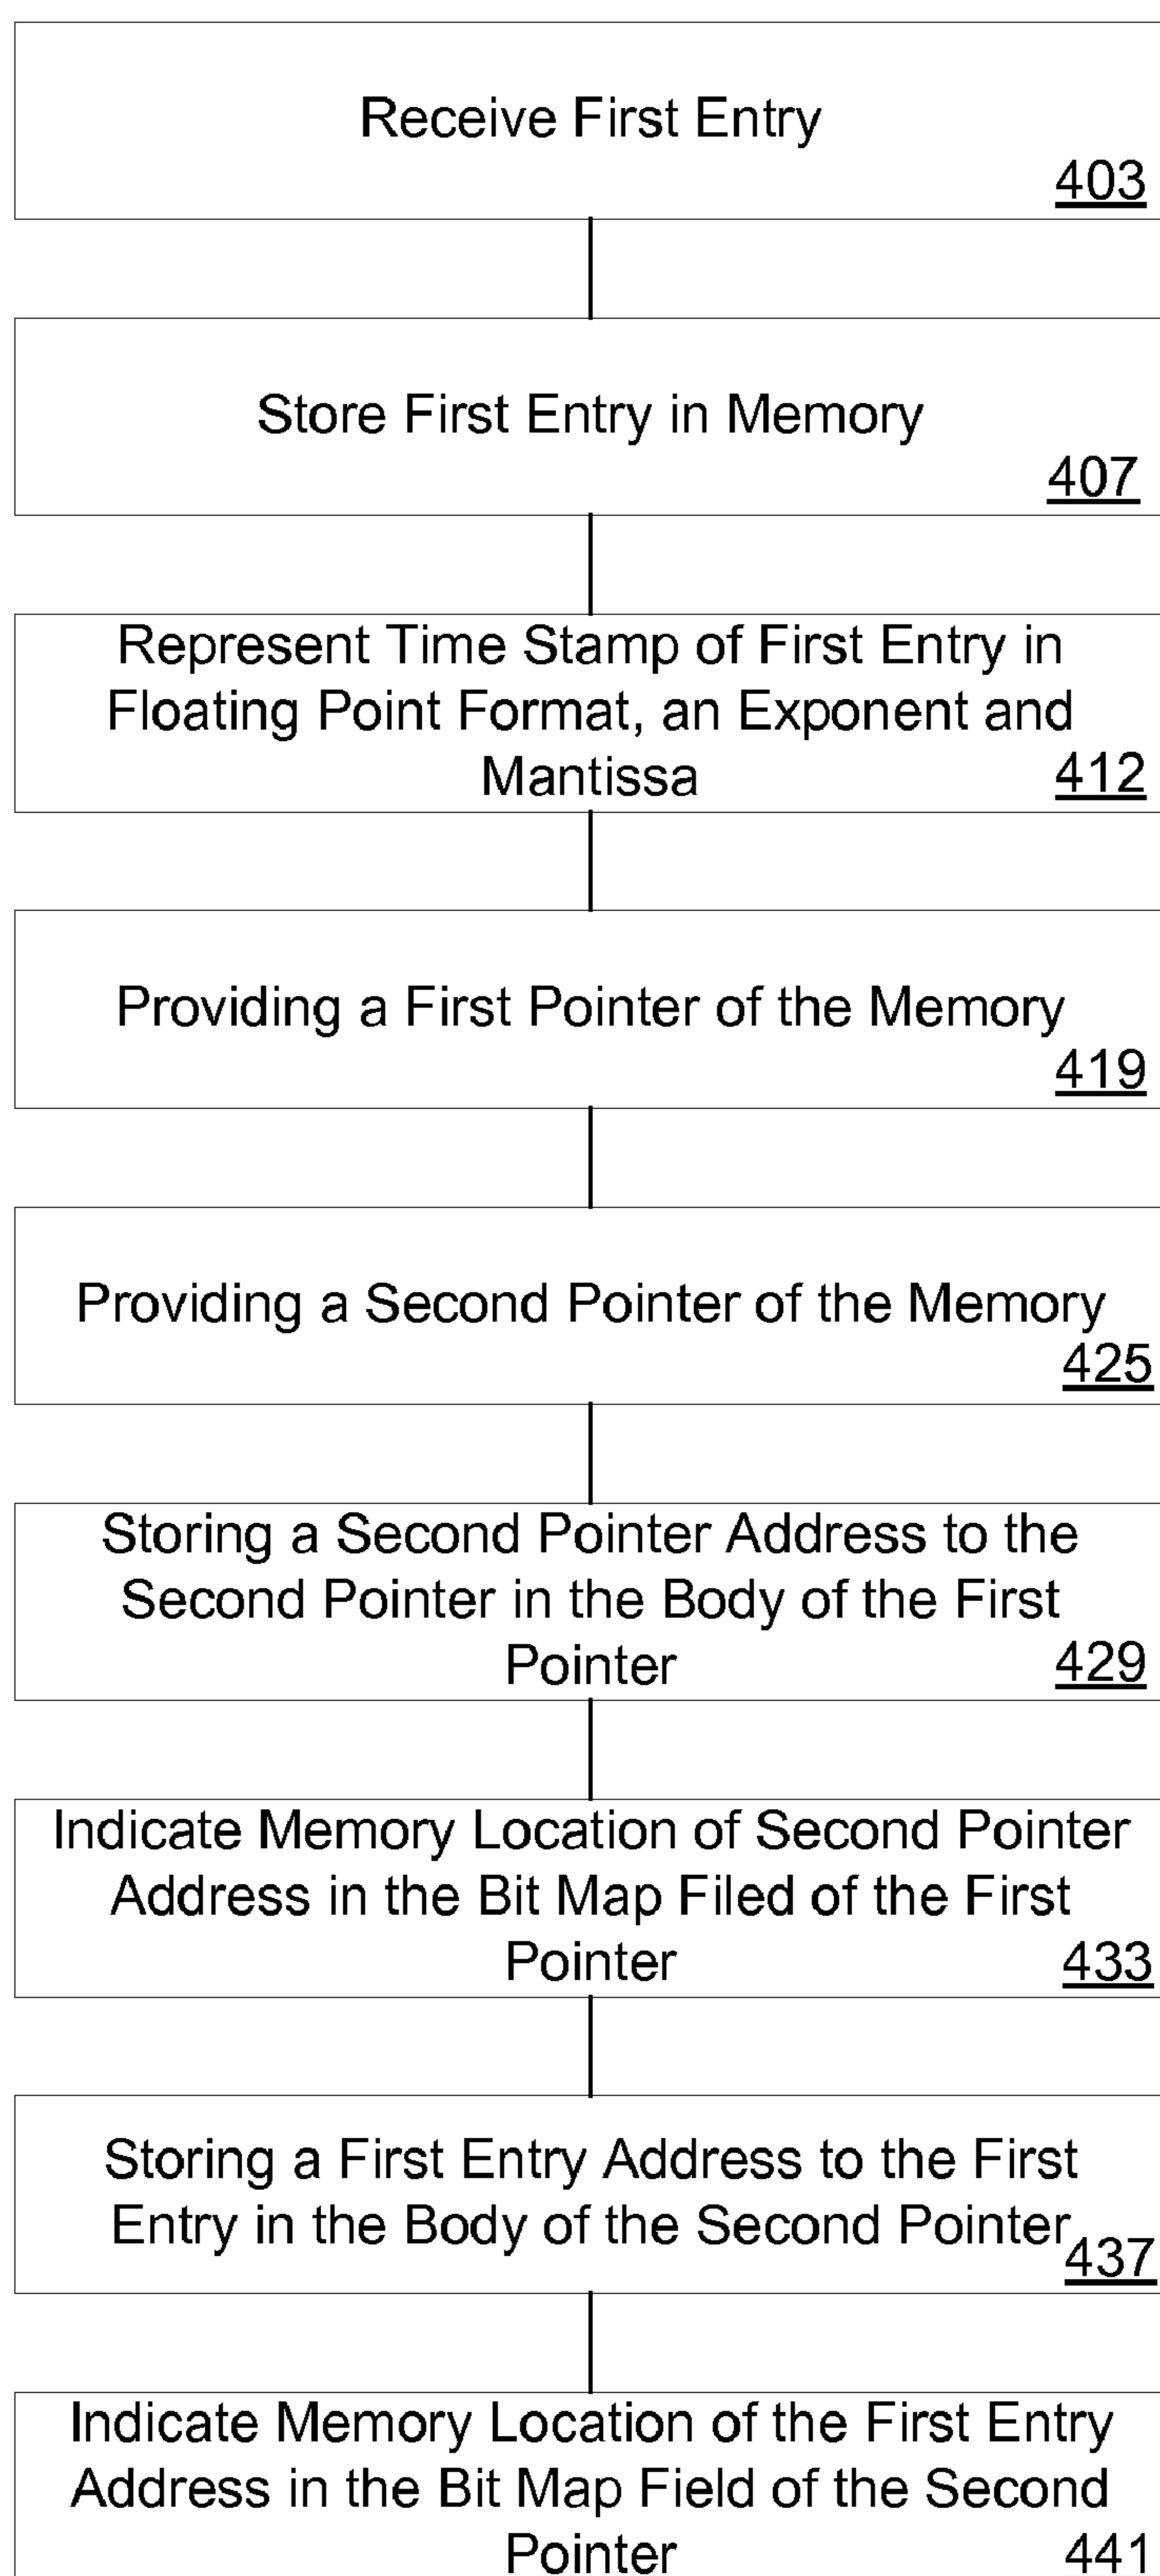 Receive First Entry
403
Store First Entry in Memory
407
Represent Time Stamp of First Entry in
Floating Point Format, an Exponent and
Mantissa 412
Providing a First Pointer of the Memory
419
Providing a Second Pointer of the Memory
425
Storing a Second Pointer Address to the
Second Pointer in the Body of the First
Pointer 429
Indicate Memory Location of Second Pointer
Address in the Bit Map Filed of the First
Pointer 433
Storing a First Entry Address to the First
Entry in the Body of the Second Pointer
437
Indicate Memory Location of the First Entry
Address in the Bit Map Field of the Second
Pointer 441